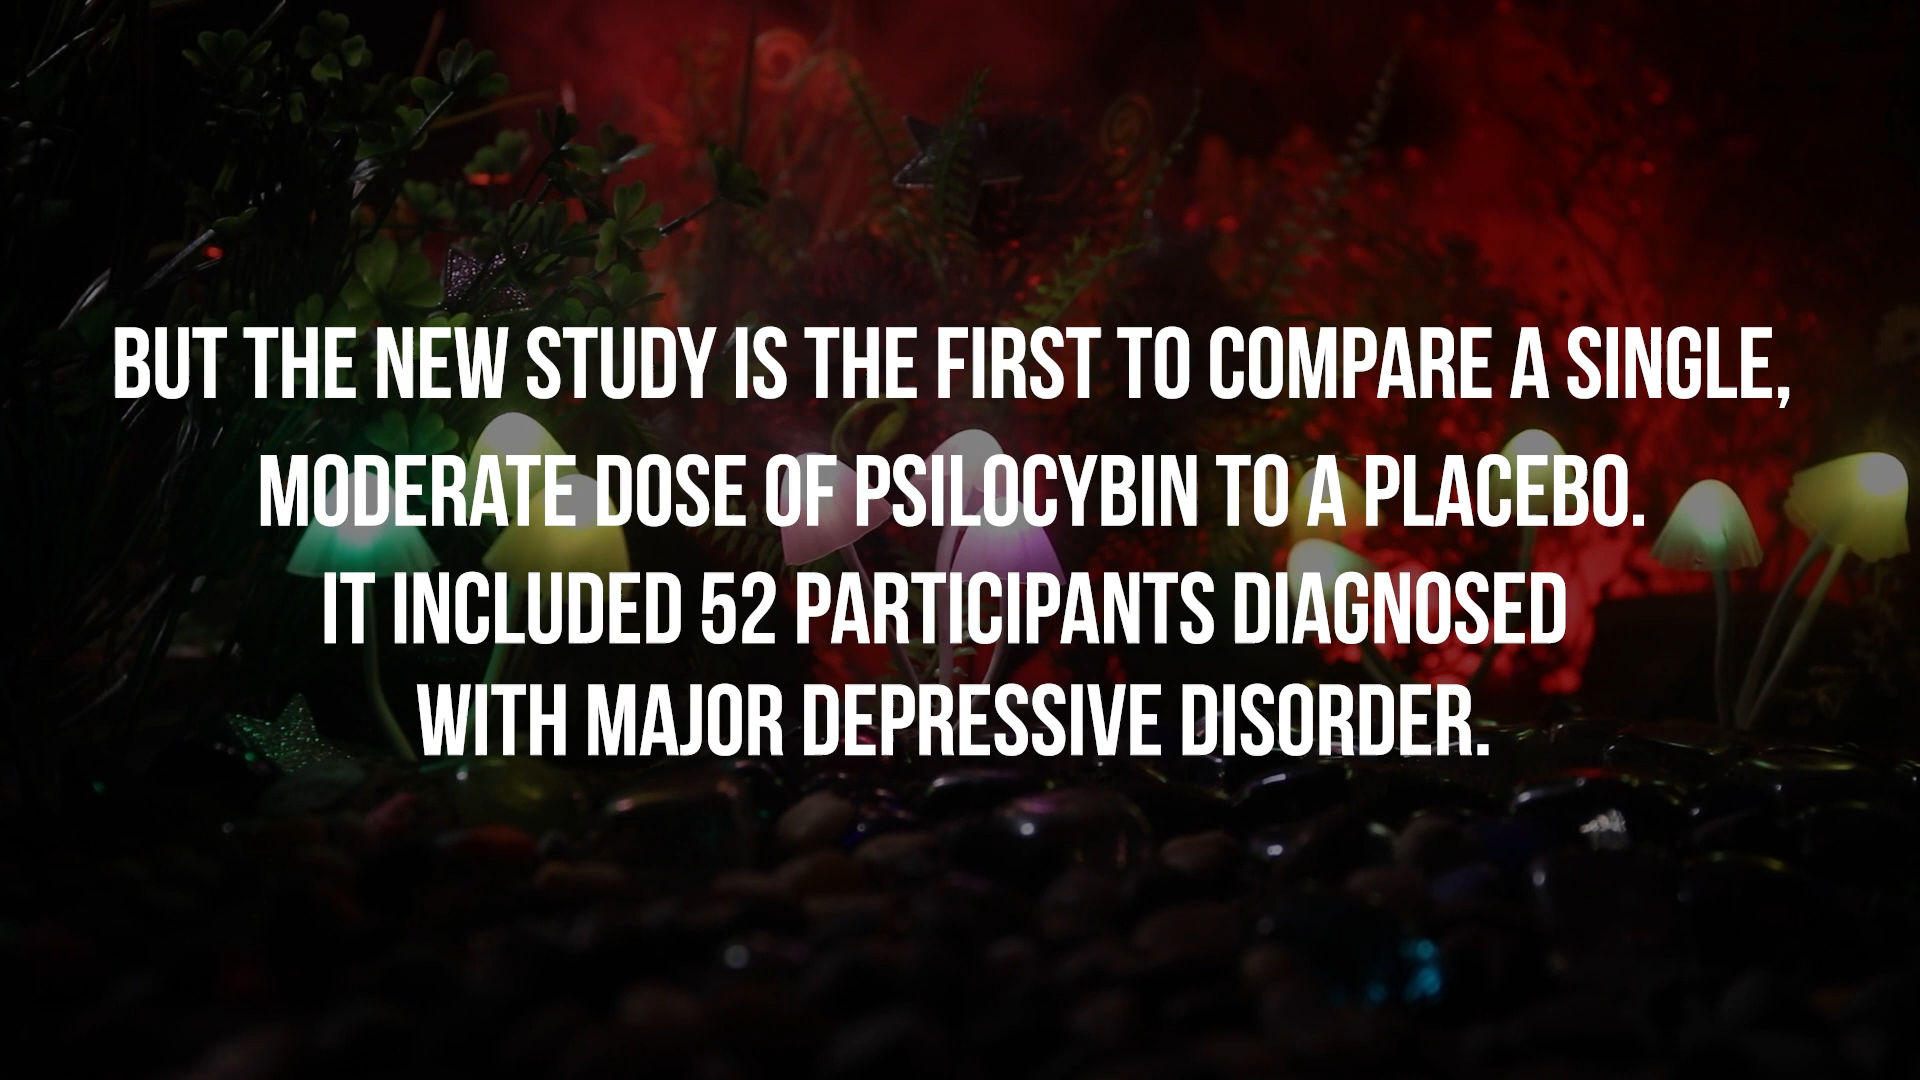 BUT THE NEW STUDY IS THE FIRST TO COMPARE A SINGLE,
MODERATE DOSE OF PSILOCYBIN TO A PLACEBO.
IT INCLUDED 52 PARTICIPANTS DIAGNOSED
WITH MAJOR DEPRESSIVE DISORDER.